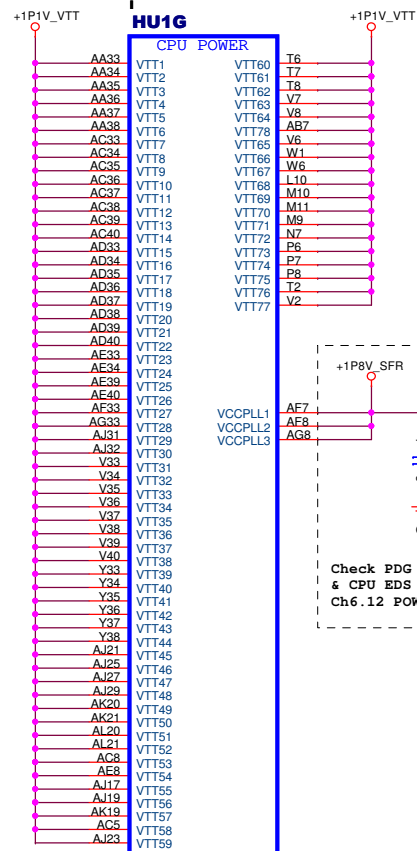 +1P1V_VTT
HU1G
+1P1V_VTT
CPU POWER
AA33 VTT1 VTT60 T6
AA34 VTT2 VTT61 T7
AA35 VTT3 VTT62 T8
AA36 VTT4 VTT63 V7
AA37 VTT5 VTT64 V8
AA38 VTT6 VTT78 AB7
AC33 VTT7 VTT65 V6
AC34 VTT8 VTT66 W1
AC35 VTT9 VTT67 W6
AC36 VTT10 VTT68 L10
AC37 VTT11 VTT69 M10
AC38 VTT12 VTT70 M11
AC39 VTT13 VTT71 M9
AC40 VTT14 VTT72 N7
AD33 VTT15 VTT73 P6
AD34 VTT16 VTT74 P7
AD35 VTT17 VTT75 P8
AD36 VTT18 VTT76 T2
AD37 VTT19 VTT77 V2
AD38 VTT20
AD39 VTT21
AD40 VTT22
AE33 VTT23
AE34 VTT24
AE39 VTT25
AE40 VTT26
AF33 VTT27
AG33 VTT28
AJ31 VTT29
AJ32 VTT30
V33 VTT31
V34 VTT32
V35 VTT33
V36 VTT34
V37 VTT35
V38 VTT36
V39 VTT37
V40 VTT38
Y33 VTT39
Y34 VTT40
Y35 VTT41
Y36 VTT42
Y37 VTT43
Y38 VTT44
AJ21 VTT45
AJ25 VTT46
AJ27 VTT47
AJ29 VTT48
AK20 VTT49
AK21 VTT50
AL20 VTT51
AL21 VTT52
AC8 VTT53
AE8 VTT54
AJ17 VTT55
AJ19 VTT56
AK19 VTT57
AC5 VTT58
AJ23 VTT59
+1P8V_SFR
VCCPLL1 AF7
VCCPLL2 AF8
VCCPLL3 AG8
Check PDG
& CPU EDS
Ch6.12